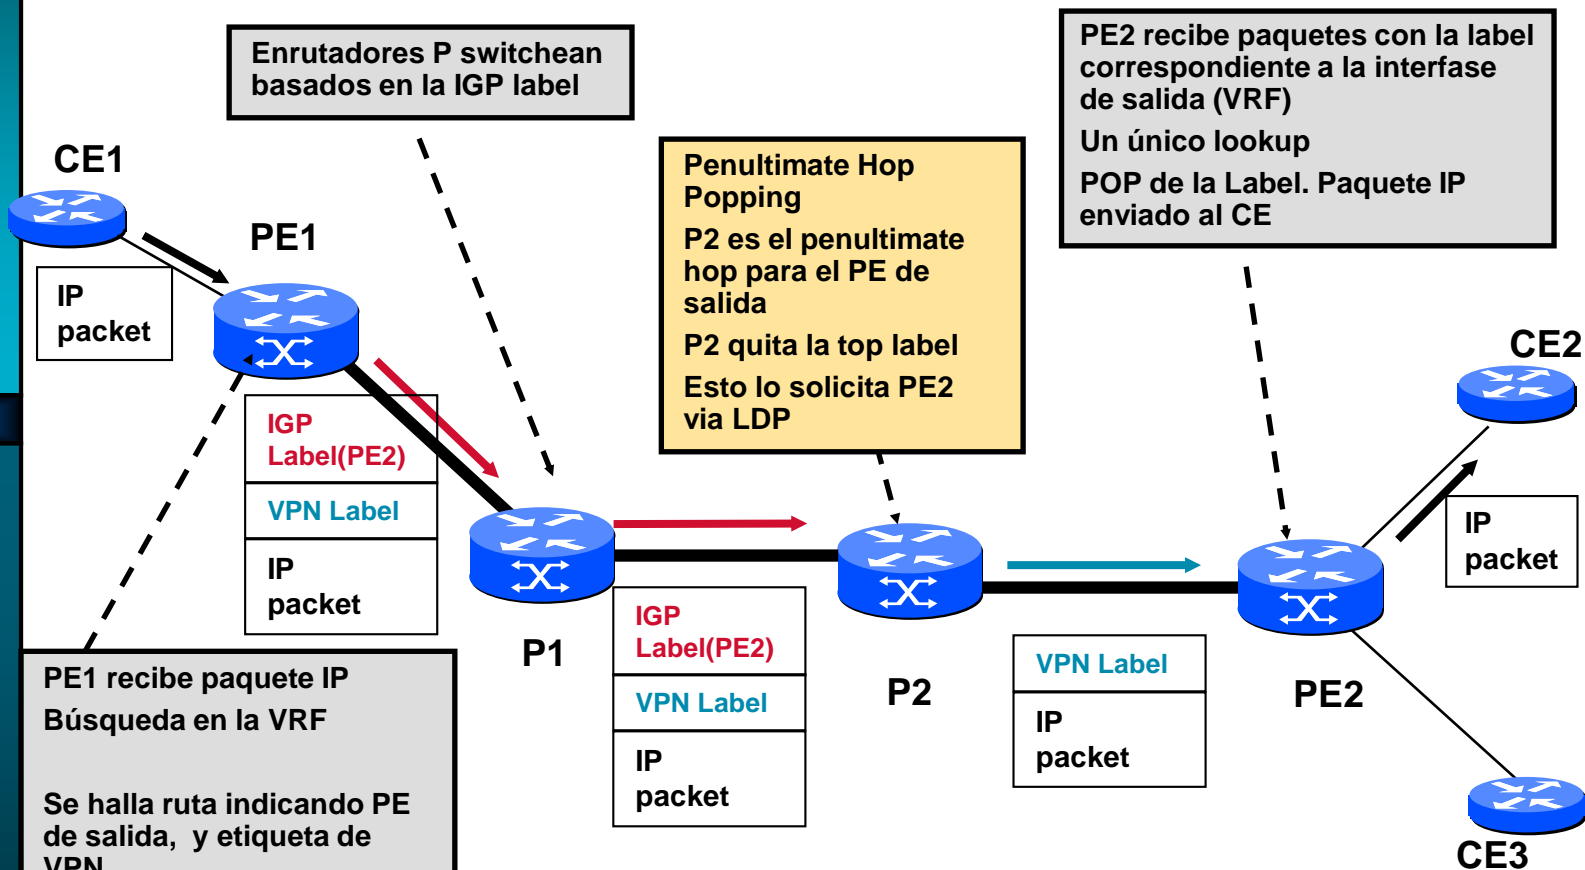 Enrutadores P switchean
basados en la IGP label
PE2 recibe paquetes con la label
correspondiente a la interfase
de salida (VRF)
Un único lookup
POP de la Label. Paquete IP
enviado al CE
Penultimate Hop
Popping
P2 es el penultimate
hop para el PE de
salida
P2 quita la top label
Esto lo solicita PE2
via LDP
CE1
PE1
IP
packet
CE2
IGP
Label(PE2)
VPN Label
IP
packet
IP
packet
P1
IGP
Label(PE2)
VPN Label
IP
packet
P2
VPN Label
IP
packet
PE2
PE1 recibe paquete IP
Búsqueda en la VRF
Se halla ruta indicando PE
de salida, y etiqueta de
VPN
CE3